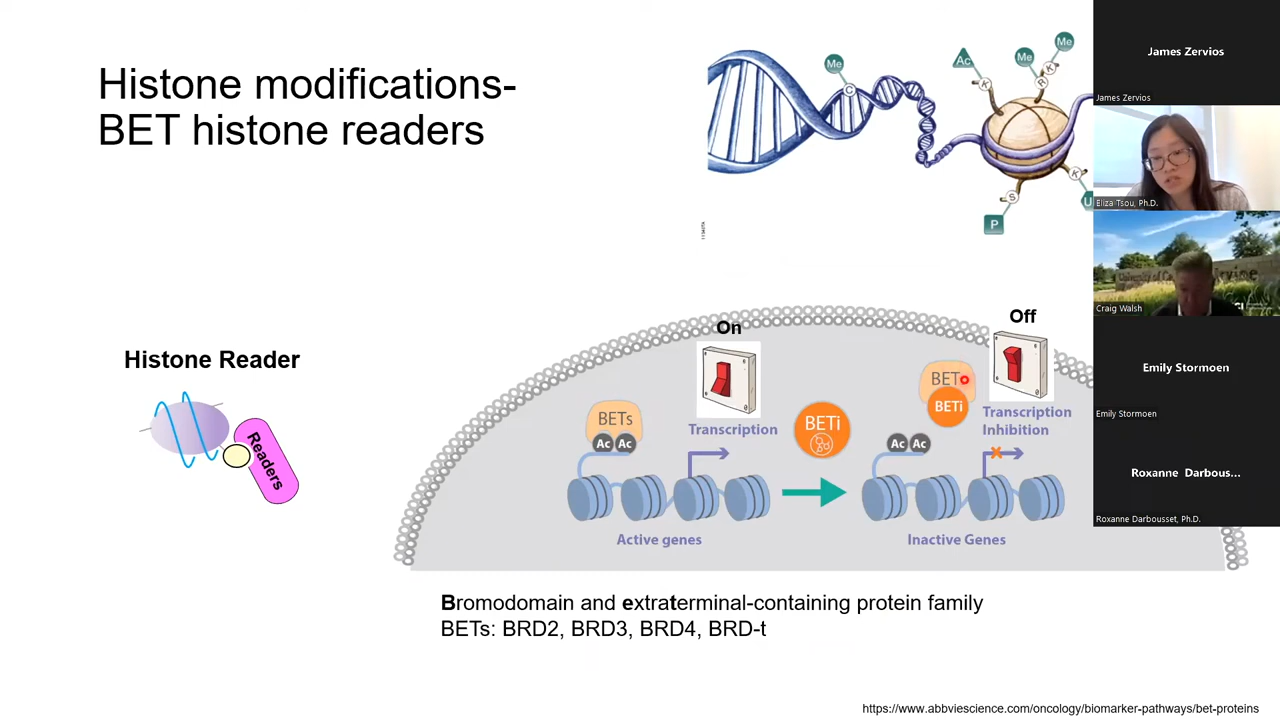 Histone modifications-
BET histone readers
Me
C
Ac
K
Me
R
K
Me
K
S
P
U
James Zervios
James Zervios
Eliza Tsou, Ph.D.
Craig Walsh
Emily Stormoen
Emily Stormoen
Roxanne Darbous...
Roxanne Darbousset, Ph.D.
Histone Reader
Readers
On
Off
BETs
Ac Ac
Transcription
BETi
BET
BETi
Transcription
Inhibition
Ac Ac
Active genes
Inactive Genes
Bromodomain and extraterminal-containing protein family
BETs: BRD2, BRD3, BRD4, BRD-t
https://www.abbviescience.com/oncology/biomarker-pathways/bet-proteins